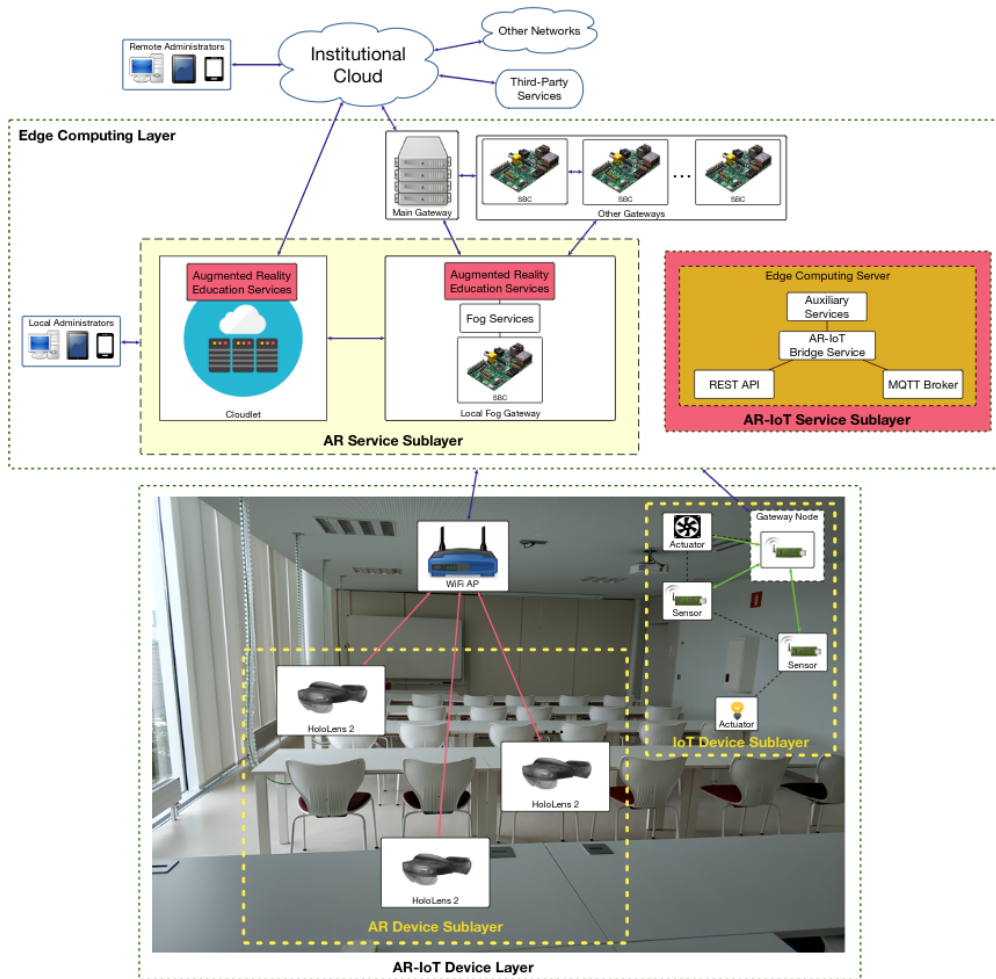 Remote Administrators
Institutional
Cloud
Other Networks
Third-Party
Services
Edge Computing Layer
Main Gateway
SBC
SBC
...
SBC
Other Gateways
Augmented Reality
Education Services
Cloudlet
Augmented Reality
Education Services
Fog Services
SBC
Local Fog Gateway
AR Service Sublayer
Local Administrators
Edge Computing Server
Auxiliary
Services
AR-IoT
Bridge Service
REST API
MQTT Broker
AR-IoT Service Sublayer
WiFi AP
Gateway Node
Actuator
Sensor
Sensor
Actuator
IoT Device Sublayer
HoloLens 2
HoloLens 2
HoloLens 2
AR Device Sublayer
AR-IoT Device Layer